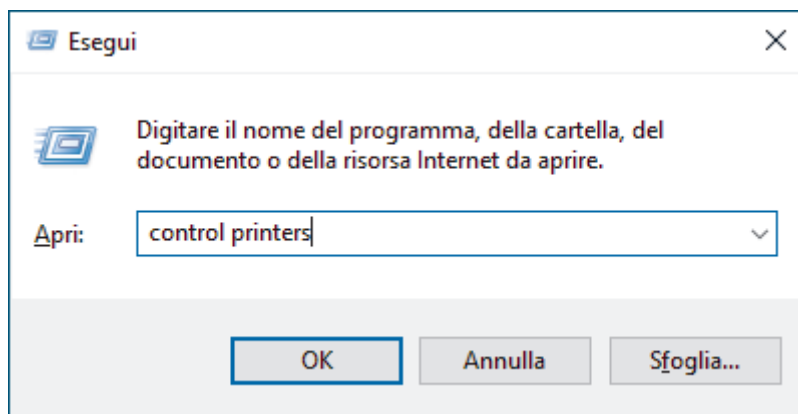 Esegui
Digitare il nome del programma, della cartella, del
documento o della risorsa Internet da aprire.
Apri: control printers
OK Annulla Sfoglia...